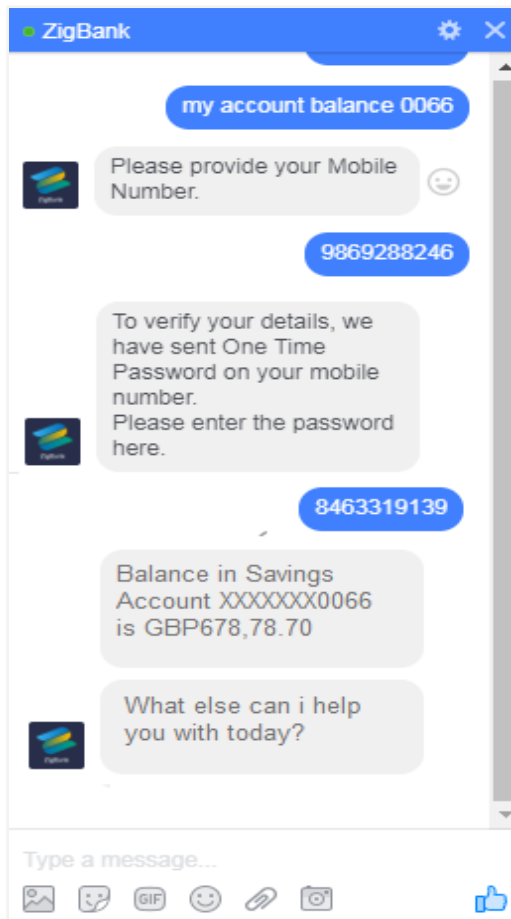 ZigBank
my account balance 0066
Please provide your Mobile
Number.
9869288246
To verify your details, we
have sent One Time
Password on your mobile
number.
Please enter the password
here.
8463319139
Balance in Savings
Account XXXXXXX0066
is GBP678,78.70
What else can i help
you with today?
Type a message...
GIF